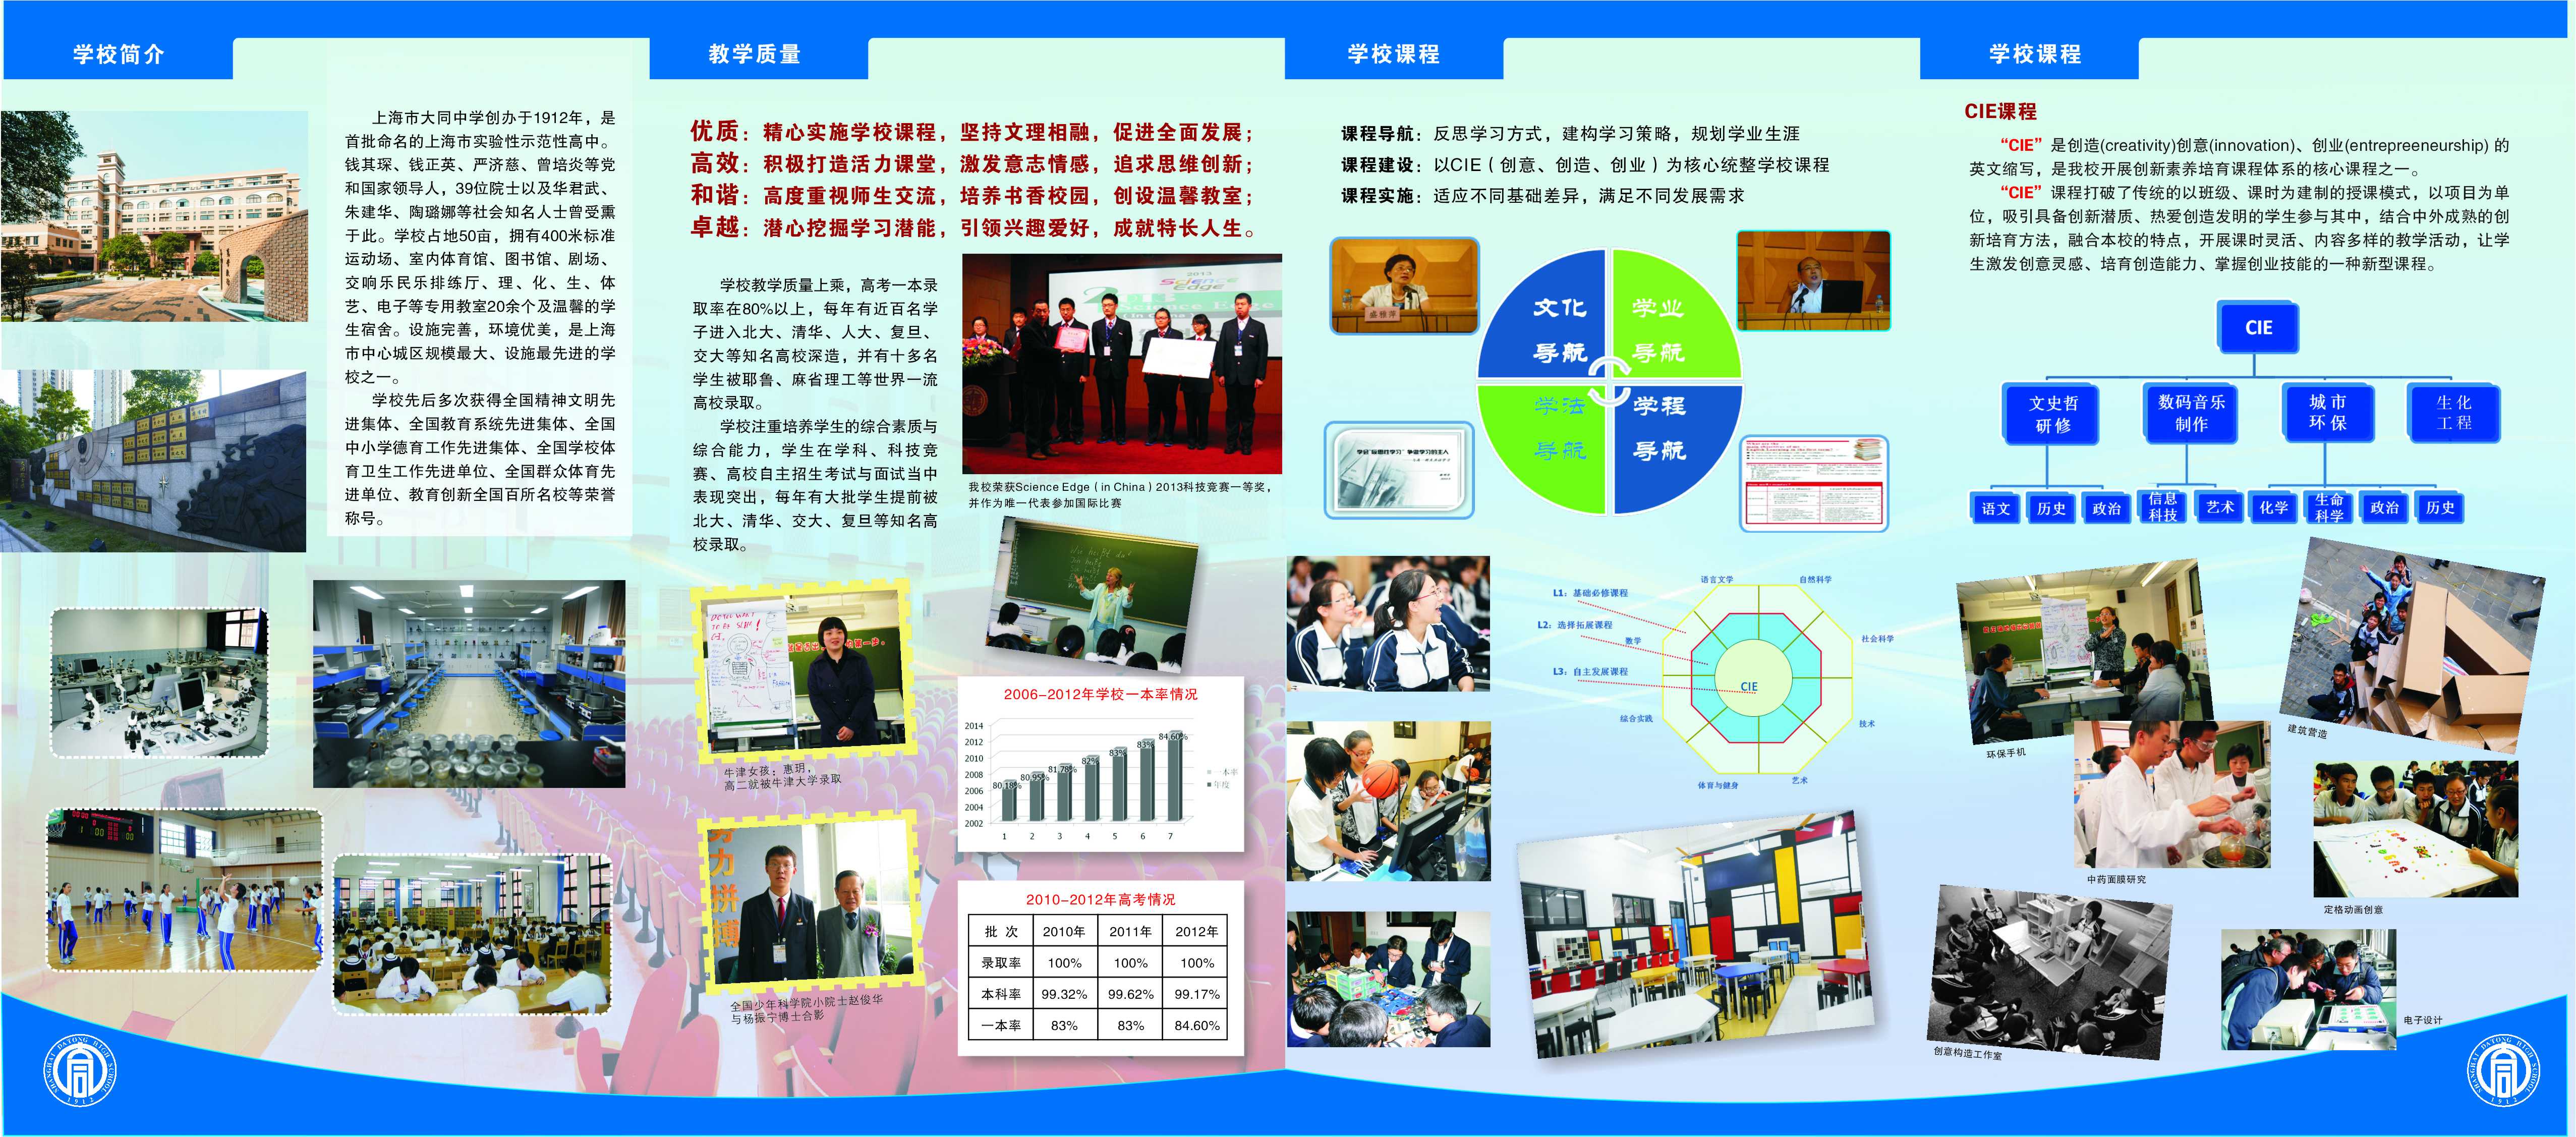 学校简介
上海市大同中学创办于1912年，是
首批命名的上海市实验性示范性高中。
钱其琛、钱正英、严济慈、曾培炎等党
和国家领导人，39位院士以及华君武、
朱建华、陶璐娜等社会知名人士曾受熏
于此。学校占地50亩，拥有400米标准
运动场、室内体育馆、图书馆、剧场、
交响乐民乐排练厅、理、化、生、体
艺、电子等专用教室20余个及温馨的学
生宿舍。设施完善，环境优美，是上海
市中心城区规模最大、设施最先进的学
校之一。
学校先后多次获得全国精神文明先
进集体、全国教育系统先进集体、全国
中小学德育工作先进集体、全国学校体
育卫生工作先进单位、全国群众体育先
进单位、教育创新全国百所名校等荣誉
称号。
SHANGHAI DATONG HIGH SCHOOL
1912
教学质量
优质：精心实施学校课程，坚持文理相融，促进全面发展；
高效：积极打造活力课堂，激发意志情感，追求思维创新；
和谐：高度重视师生交流，培养书香校园，创设温馨教室；
卓越：潜心挖掘学习潜能，引领兴趣爱好，成就特长人生。
学校教学质量上乘，高考一本录
取率在80%以上，每年有近百名学
子进入北大、清华、人大、复旦、
交大等知名高校深造，并有十多名
学生被耶鲁、麻省理工等世界一流
高校录取。
学校注重培养学生的综合素质与
综合能力，学生在学科、科技竞
赛、高校自主招生考试与面试当中
表现突出，每年有大批学生提前被
北大、清华、交大、复旦等知名高
校录取。
2013
Science
Edge
Science Edge
(In China)
我校荣获Science Edge（in China）2013科技竞赛一等奖，
并作为唯一代表参加国际比赛
牛津女孩：惠玥，
高二就被牛津大学录取
努力拼搏
全国少年科学院小院士赵俊华
与杨振宁博士合影
2006-2012年学校一本率情况
2014
2012
2010
2008
2006
2004
2002
80.18%
80.95%
81.78%
82%
83%
83%
84.60%
1 2 3 4 5 6 7
一本率
年度
2010-2012年高考情况
批 次 2010年 2011年 2012年
录取率 100% 100% 100%
本科率 99.32% 99.62% 99.17%
一本率 83% 83% 84.60%
学校课程
课程导航：反思学习方式，建构学习策略，规划学业生涯
课程建设：以CIE（创意、创造、创业）为核心统整学校课程
课程实施：适应不同基础差异，满足不同发展需求
盛雅萍
文化
导航
学业
导航
学法
导航
学程
导航
学会“反思性学习” 争做学习的主人
L1：基础必修课程
L2：选择拓展课程
L3：自主发展课程
语言文学
自然科学
数学
社会科学
CIE
综合实践
技术
体育与健身
艺术
学校课程
CIE课程
“CIE” 是创造(creativity)创意(innovation)、创业(entrepreeneurship) 的
英文缩写，是我校开展创新素养培育课程体系的核心课程之一。
“CIE” 课程打破了传统的以班级、课时为建制的授课模式，以项目为单
位，吸引具备创新潜质、热爱创造发明的学生参与其中，结合中外成熟的创
新培育方法，融合本校的特点，开展课时灵活、内容多样的教学活动，让学
生激发创意灵感、培育创造能力、掌握创业技能的一种新型课程。
CIE
文史哲
研修
数码音乐
制作
城市
环保
生化
工程
语文
历史
政治
信息
科技
艺术
化学
生命
科学
政治
历史
环保手机
建筑营造
中药面膜研究
定格动画创意
创意构造工作室
电子设计
SHANGHAI DATONG HIGH SCHOOL
1912